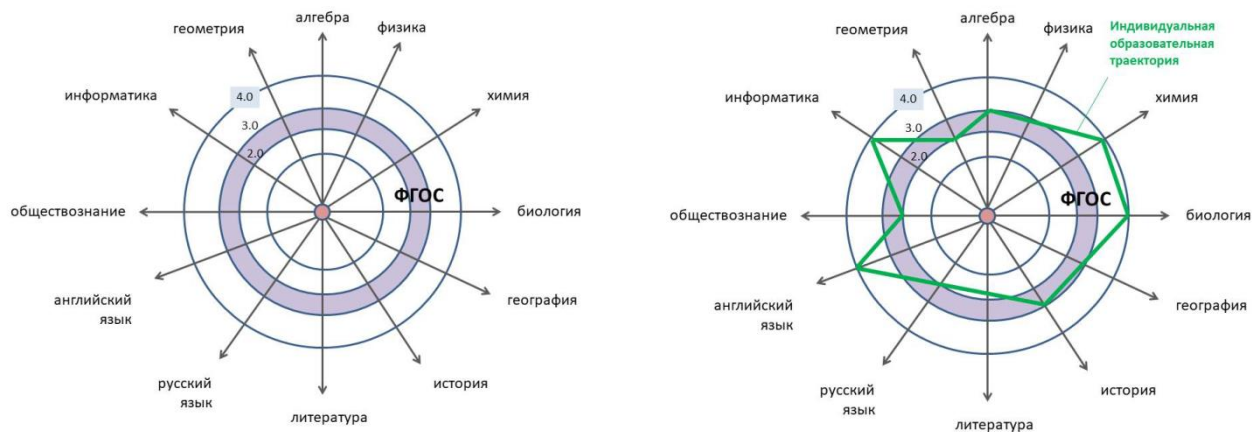 алгебра
геометрия
физика
информатика
4.0
химия
3.0
2.0
ФГОС
обществознание
биология
английский
язык
география
русский
язык
история
литература
алгебра
Индивидуальная
образовательная
траектория
геометрия
физика
информатика
4.0
химия
3.0
2.0
ФГОС
обществознание
биология
английский
язык
география
русский
язык
история
литература